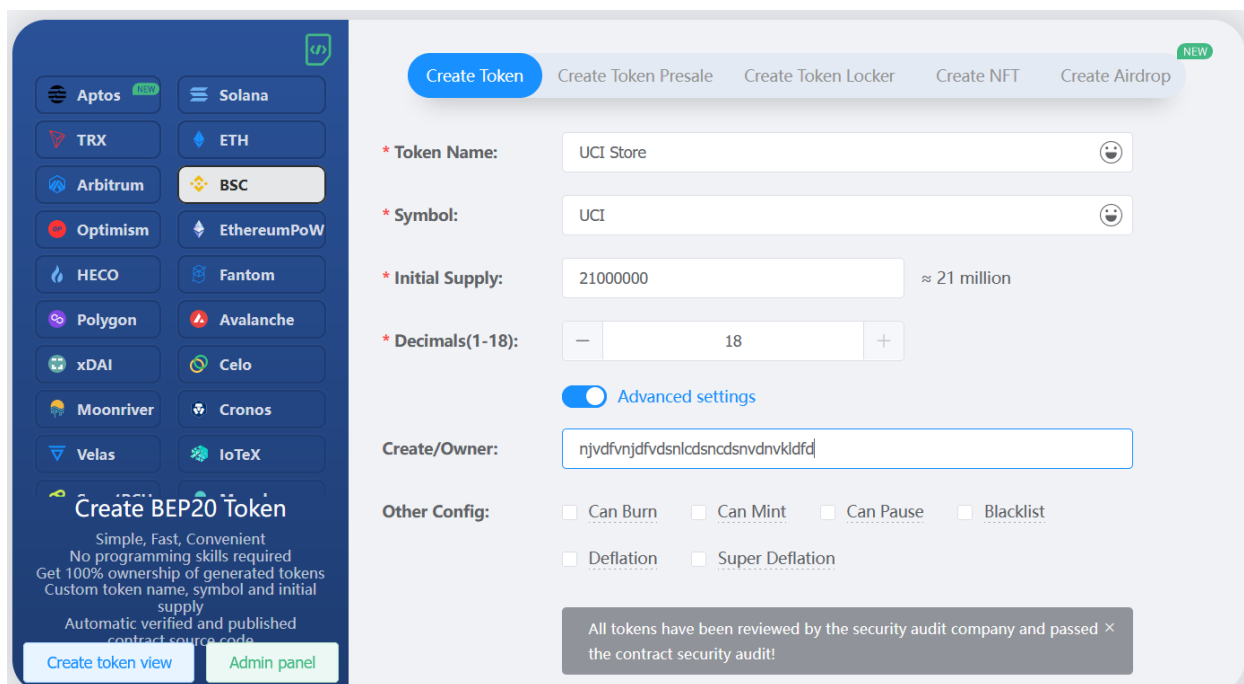 Aptos NEW
Solana
TRX
ETH
Arbitrum
BSC
Optimism
EthereumPoW
HECO
Fantom
Polygon
Avalanche
xDAI
Celo
Moonriver
Cronos
Velas
IoTeX
Create BEP20 Token
Simple, Fast, Convenient
No programming skills required
Get 100% ownership of generated tokens
Custom token name, symbol and initial
supply
Automatic verified and published
contract source code
Create token view
Admin panel
NEW
Create Token
Create Token Presale
Create Token Locker
Create NFT
Create Airdrop
* Token Name:
UCI Store
* Symbol:
UCI
* Initial Supply:
21000000
≈ 21 million
* Decimals(1-18):
— 18 +
Advanced settings
Create/Owner:
njvdfvnjdfvdsnlcdsncdsnvdnvkldfd
Other Config:
Can Burn
Can Mint
Can Pause
Blacklist
Deflation
Super Deflation
All tokens have been reviewed by the security audit company and passed ×
the contract security audit!